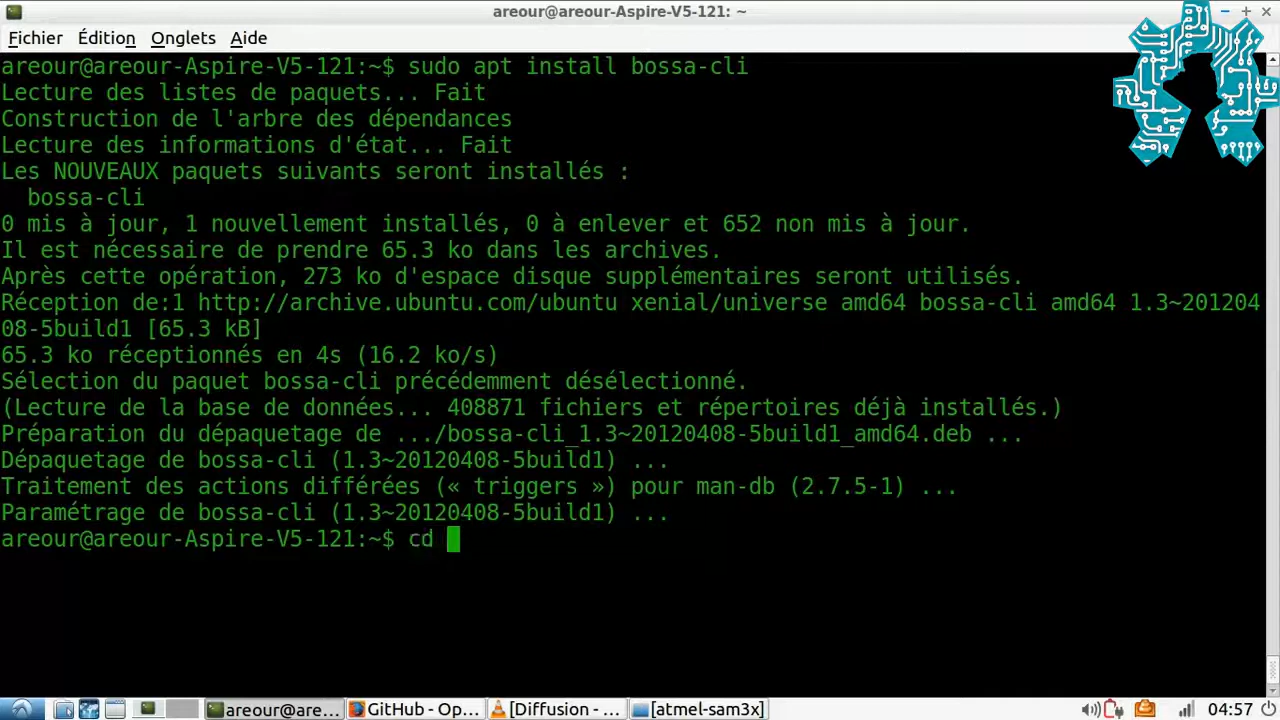 areour@areour-Aspire-V5-121: ~
Fichier Édition Onglets Aide
areour@areour-Aspire-V5-121:~$ sudo apt install bossa-cli
Lecture des listes de paquets... Fait
Construction de l'arbre des dépendances
Lecture des informations d'état... Fait
Les NOUVEAUX paquets suivants seront installés :
bossa-cli
0 mis à jour, 1 nouvellement installés, 0 à enlever et 652 non mis à jour.
Il est nécessaire de prendre 65.3 ko dans les archives.
Après cette opération, 273 ko d'espace disque supplémentaires seront utilisés.
Réception de:1 http://archive.ubuntu.com/ubuntu xenial/universe amd64 bossa-cli amd64 1.3~201204
08-5build1 [65.3 kB]
65.3 ko réceptionnés en 4s (16.2 ko/s)
Sélection du paquet bossa-cli précédemment désélectionné.
(Lecture de la base de données... 408871 fichiers et répertoires déjà installés.)
Préparation du dépaquetage de .../bossa-cli_1.3~20120408-5build1_amd64.deb ...
Dépaquetage de bossa-cli (1.3~20120408-5build1) ...
Traitement des actions différées (« triggers ») pour man-db (2.7.5-1) ...
Paramétrage de bossa-cli (1.3~20120408-5build1) ...
areour@areour-Aspire-V5-121:~$ cd
areour@are... GitHub - Op... [Diffusion - ... [atmel-sam3x] 04:57